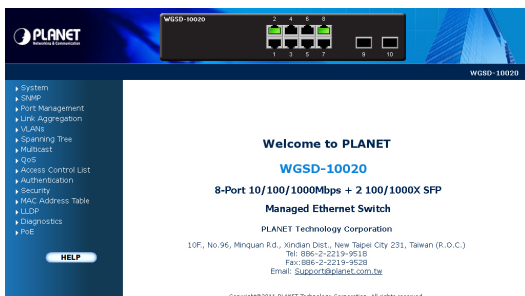 PLANET
Networking & Communication
WGSD-10020
2 4 6 8
1 3 5 7 9 10
WGSD-10020
System
SNMP
Port Management
Link Aggregation
VLANs
Spanning Tree
Multicast
QoS
Access Control List
Authentication
Security
MAC Address Table
LLDP
Diagnostics
PoE
HELP
Welcome to PLANET
WGSD-10020
8-Port 10/100/1000Mbps + 2 100/1000X SFP
Managed Ethernet Switch
PLANET Technology Corporation
10F., No.96, Minquan Rd., Xindian Dist., New Taipei City 231, Taiwan (R.O.C.)
Tel: 886-2-2219-9518
Fax:886-2-2219-9528
Email: Support@planet.com.tw